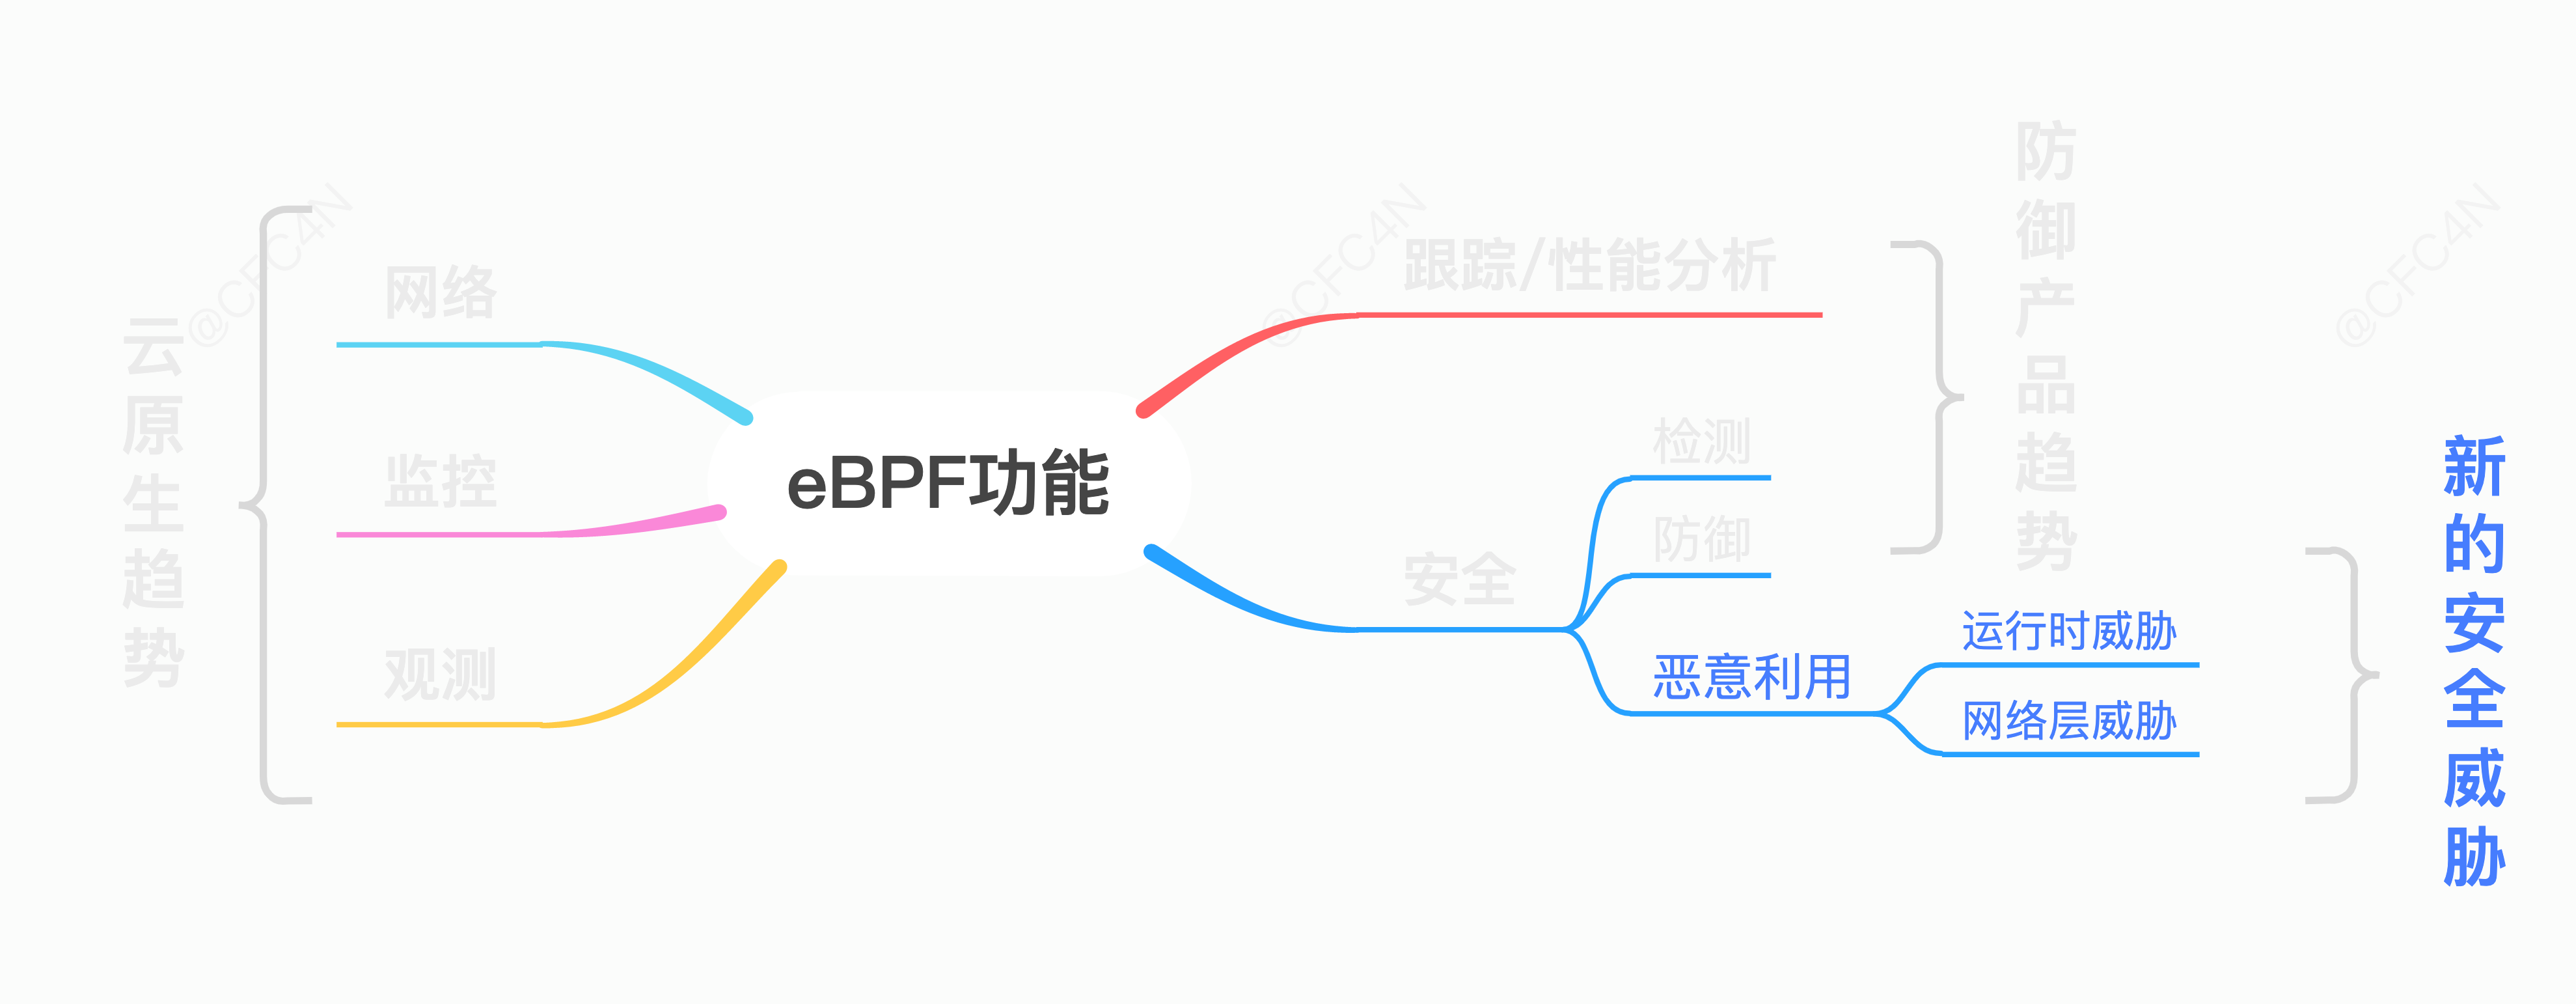 云原生趋势
网络
监控
观测
eBPF功能
跟踪/性能分析
安全
检测
防御
恶意利用
运行时威胁
网络层威胁
防御产品趋势
新的安全威胁
@CFC4N
@CFC4N
@CFC4N